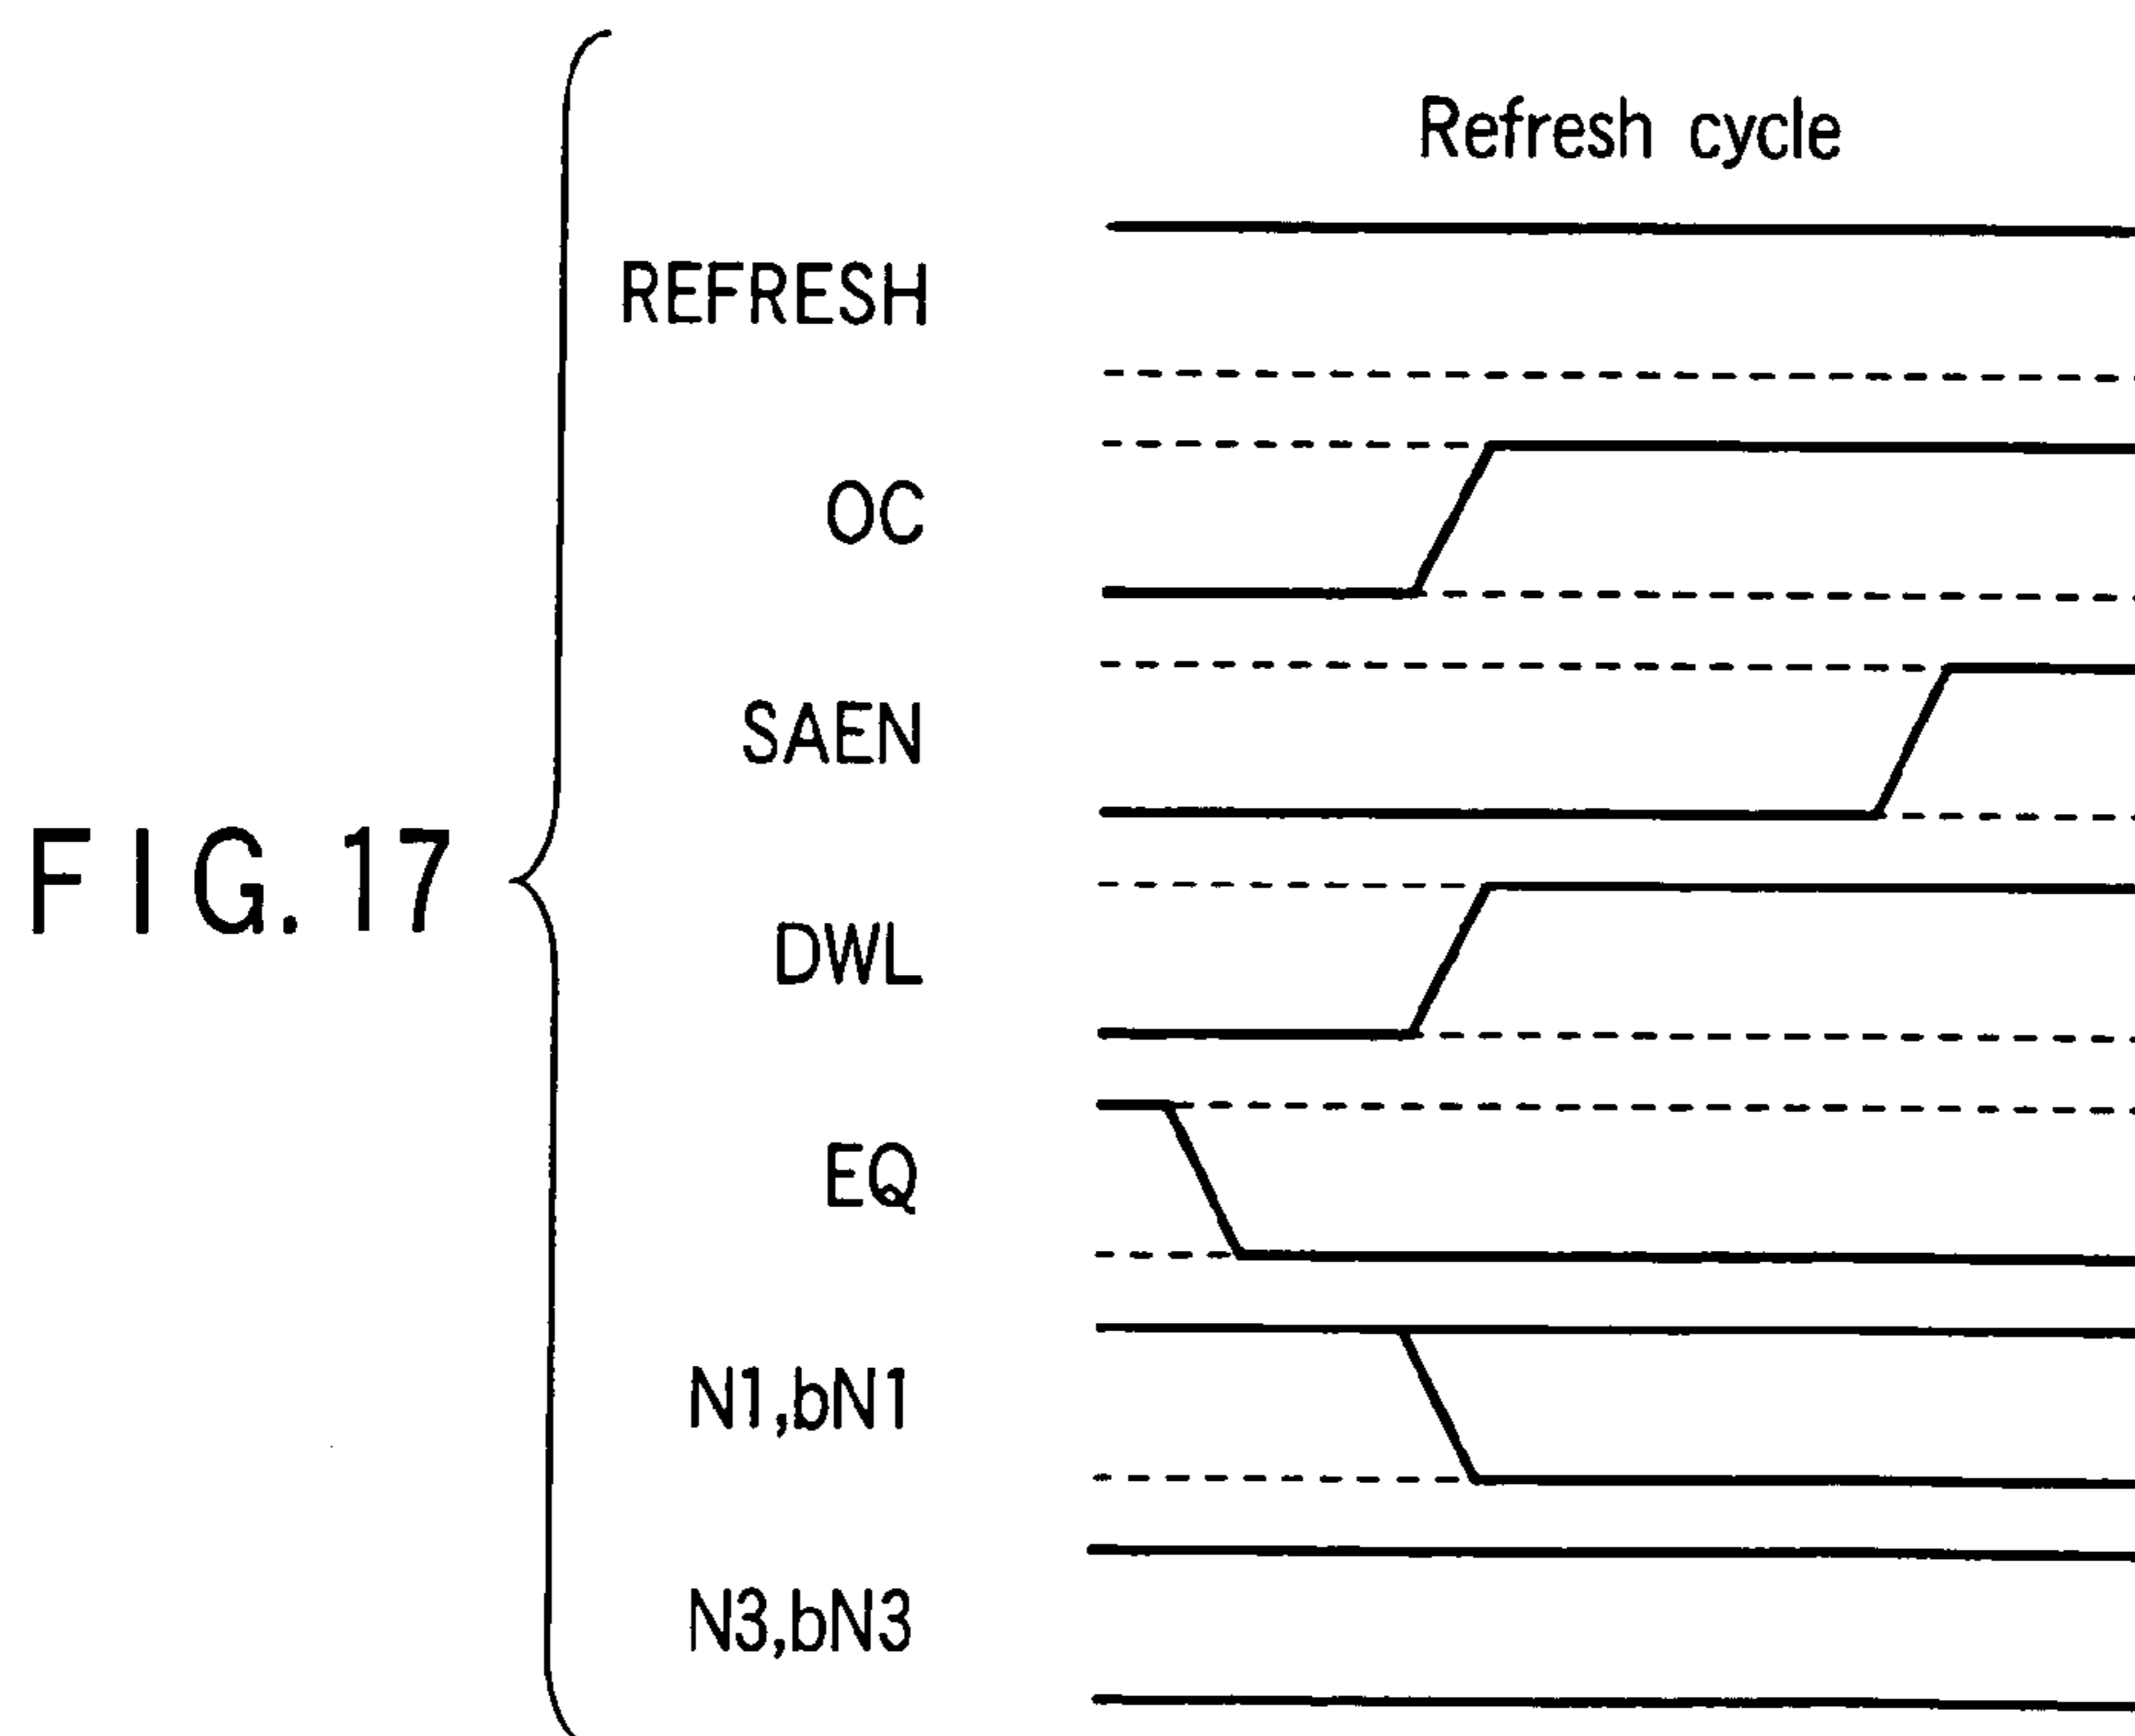 Refresh cycle
REFRESH
OC
SAEN
FIG.17
DWL
EQ
N1,bN1
N3,bN3